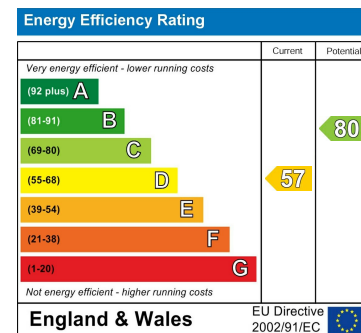 Energy Efficiency Rating
Current Potential
Very energy efficient - lower running costs
(92 plus) A
(81-91) B
80
(69-80) C
(55-68) D
57
(39-54) E
(21-38) F
(1-20) G
Not energy efficient - higher running costs
England & Wales
EU Directive
2002/91/EC